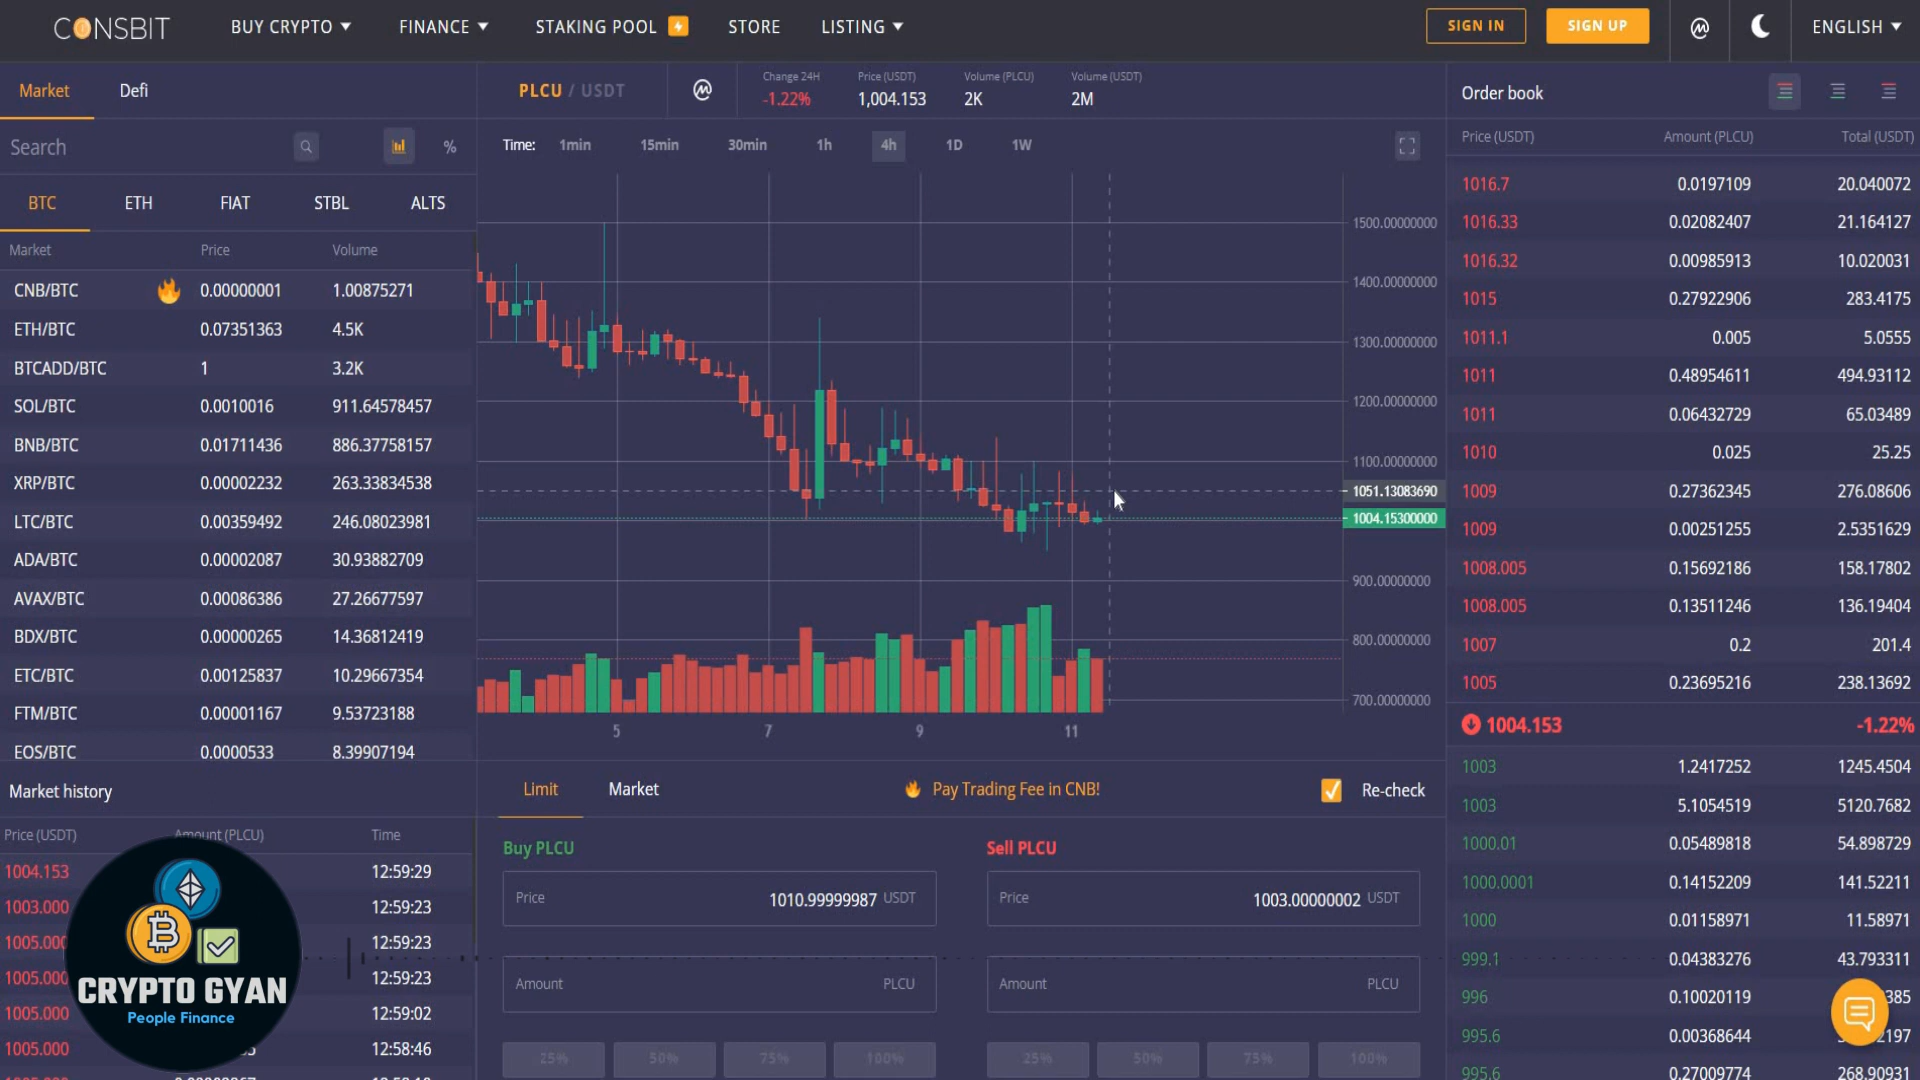 CONSBIT
BUY CRYPTO
FINANCE
STAKING POOL
STORE
LISTING
SIGN IN
SIGN UP
ENGLISH
Market
Defi
Search
%
BTC ETH FIAT STBL ALTS
Market Price Volume
CNB/BTC 0.00000001 1.00875271
ETH/BTC 0.07351363 4.5K
BTCADD/BTC 1 3.2K
SOL/BTC 0.0010016 911.64578457
BNB/BTC 0.01711436 886.37758157
XRP/BTC 0.00002232 263.33834538
LTC/BTC 0.00359492 246.08023981
ADA/BTC 0.00002087 30.93882709
AVAX/BTC 0.00086386 27.26677597
BDX/BTC 0.00000265 14.36812419
ETC/BTC 0.00125837 10.29667354
FTM/BTC 0.00001167 9.53723188
EOS/BTC 0.0000533 8.39907194
Market history
Price (USDT) Amount (PLCU) Time
1004.153 12:59:29
1003.000 12:59:23
1005.000 12:59:23
1005.000 12:59:23
1005.000 12:59:02
1005.000 12:58:46
CRYPTO GYAN
People Finance
PLCU / USDT
Change 24H
-1.22%
Price (USDT)
1,004.153
Volume (PLCU)
2K
Volume (USDT)
2M
Time: 1min 15min 30min 1h 4h 1D 1W
1500.00000000
1400.00000000
1300.00000000
1200.00000000
1100.00000000
1051.13083690
1004.15300000
900.00000000
800.00000000
700.00000000
5 7 9 11
Limit Market
Pay Trading Fee in CNB!
Re-check
Buy PLCU
Price 1010.99999987 USDT
Amount PLCU
25% 50% 75% 100%
Sell PLCU
Price 1003.00000002 USDT
Amount PLCU
25% 50% 75% 100%
Order book
Price (USDT) Amount (PLCU) Total (USDT)
1016.7 0.0197109 20.040072
1016.33 0.02082407 21.164127
1016.32 0.00985913 10.020031
1015 0.27922906 283.4175
1011.1 0.005 5.0555
1011 0.48954611 494.93112
1011 0.06432729 65.03489
1010 0.025 25.25
1009 0.27362345 276.08606
1009 0.00251255 2.5351629
1008.005 0.15692186 158.17802
1008.005 0.13511246 136.19404
1007 0.2 201.4
1005 0.23695216 238.13692
1004.153 -1.22%
1003 1.2417252 1245.4504
1003 5.1054519 5120.7682
1000.01 0.05489818 54.898729
1000.0001 0.14152209 141.52211
1000 0.01158971 11.58971
999.1 0.04383276 43.793311
996 0.10020119
995.6 0.00368644
995.6 0.27009774 268.90931